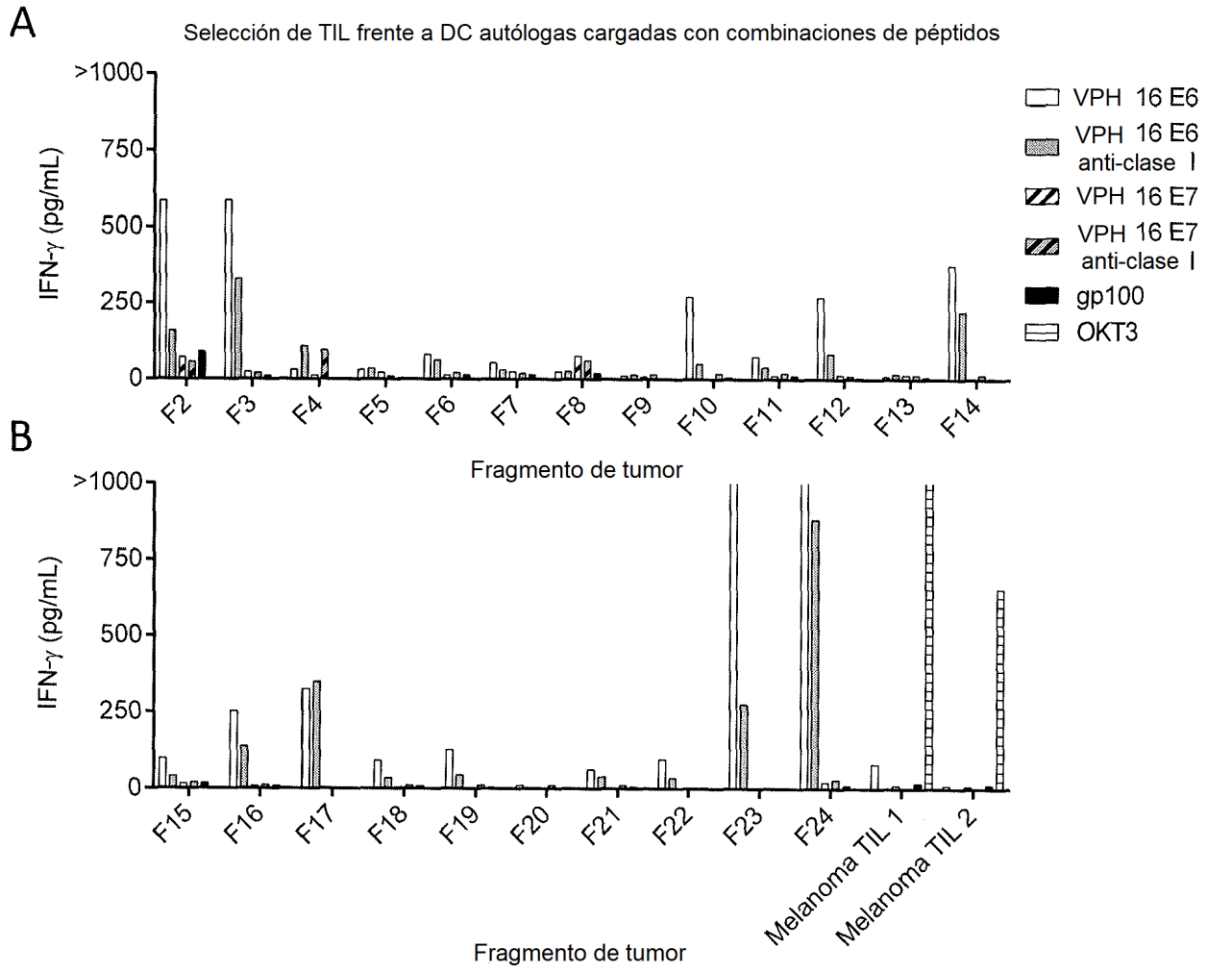 A
Selección de TIL frente a DC autólogas cargadas con combinaciones de péptidos
>1000
750
500
250
0
IFN-γ (pg/mL)
F2
F3
F4
F5
F6
F7
F8
F9
F10
F11
F12
F13
F14
Fragmento de tumor
VPH 16 E6
VPH 16 E6
anti-clase I
VPH 16 E7
VPH 16 E7
anti-clase I
gp100
OKT3
B
>1000
750
500
250
0
IFN-γ (pg/mL)
F15
F16
F17
F18
F19
F20
F21
F22
F23
F24
Melanoma TIL 1
Melanoma TIL 2
Fragmento de tumor